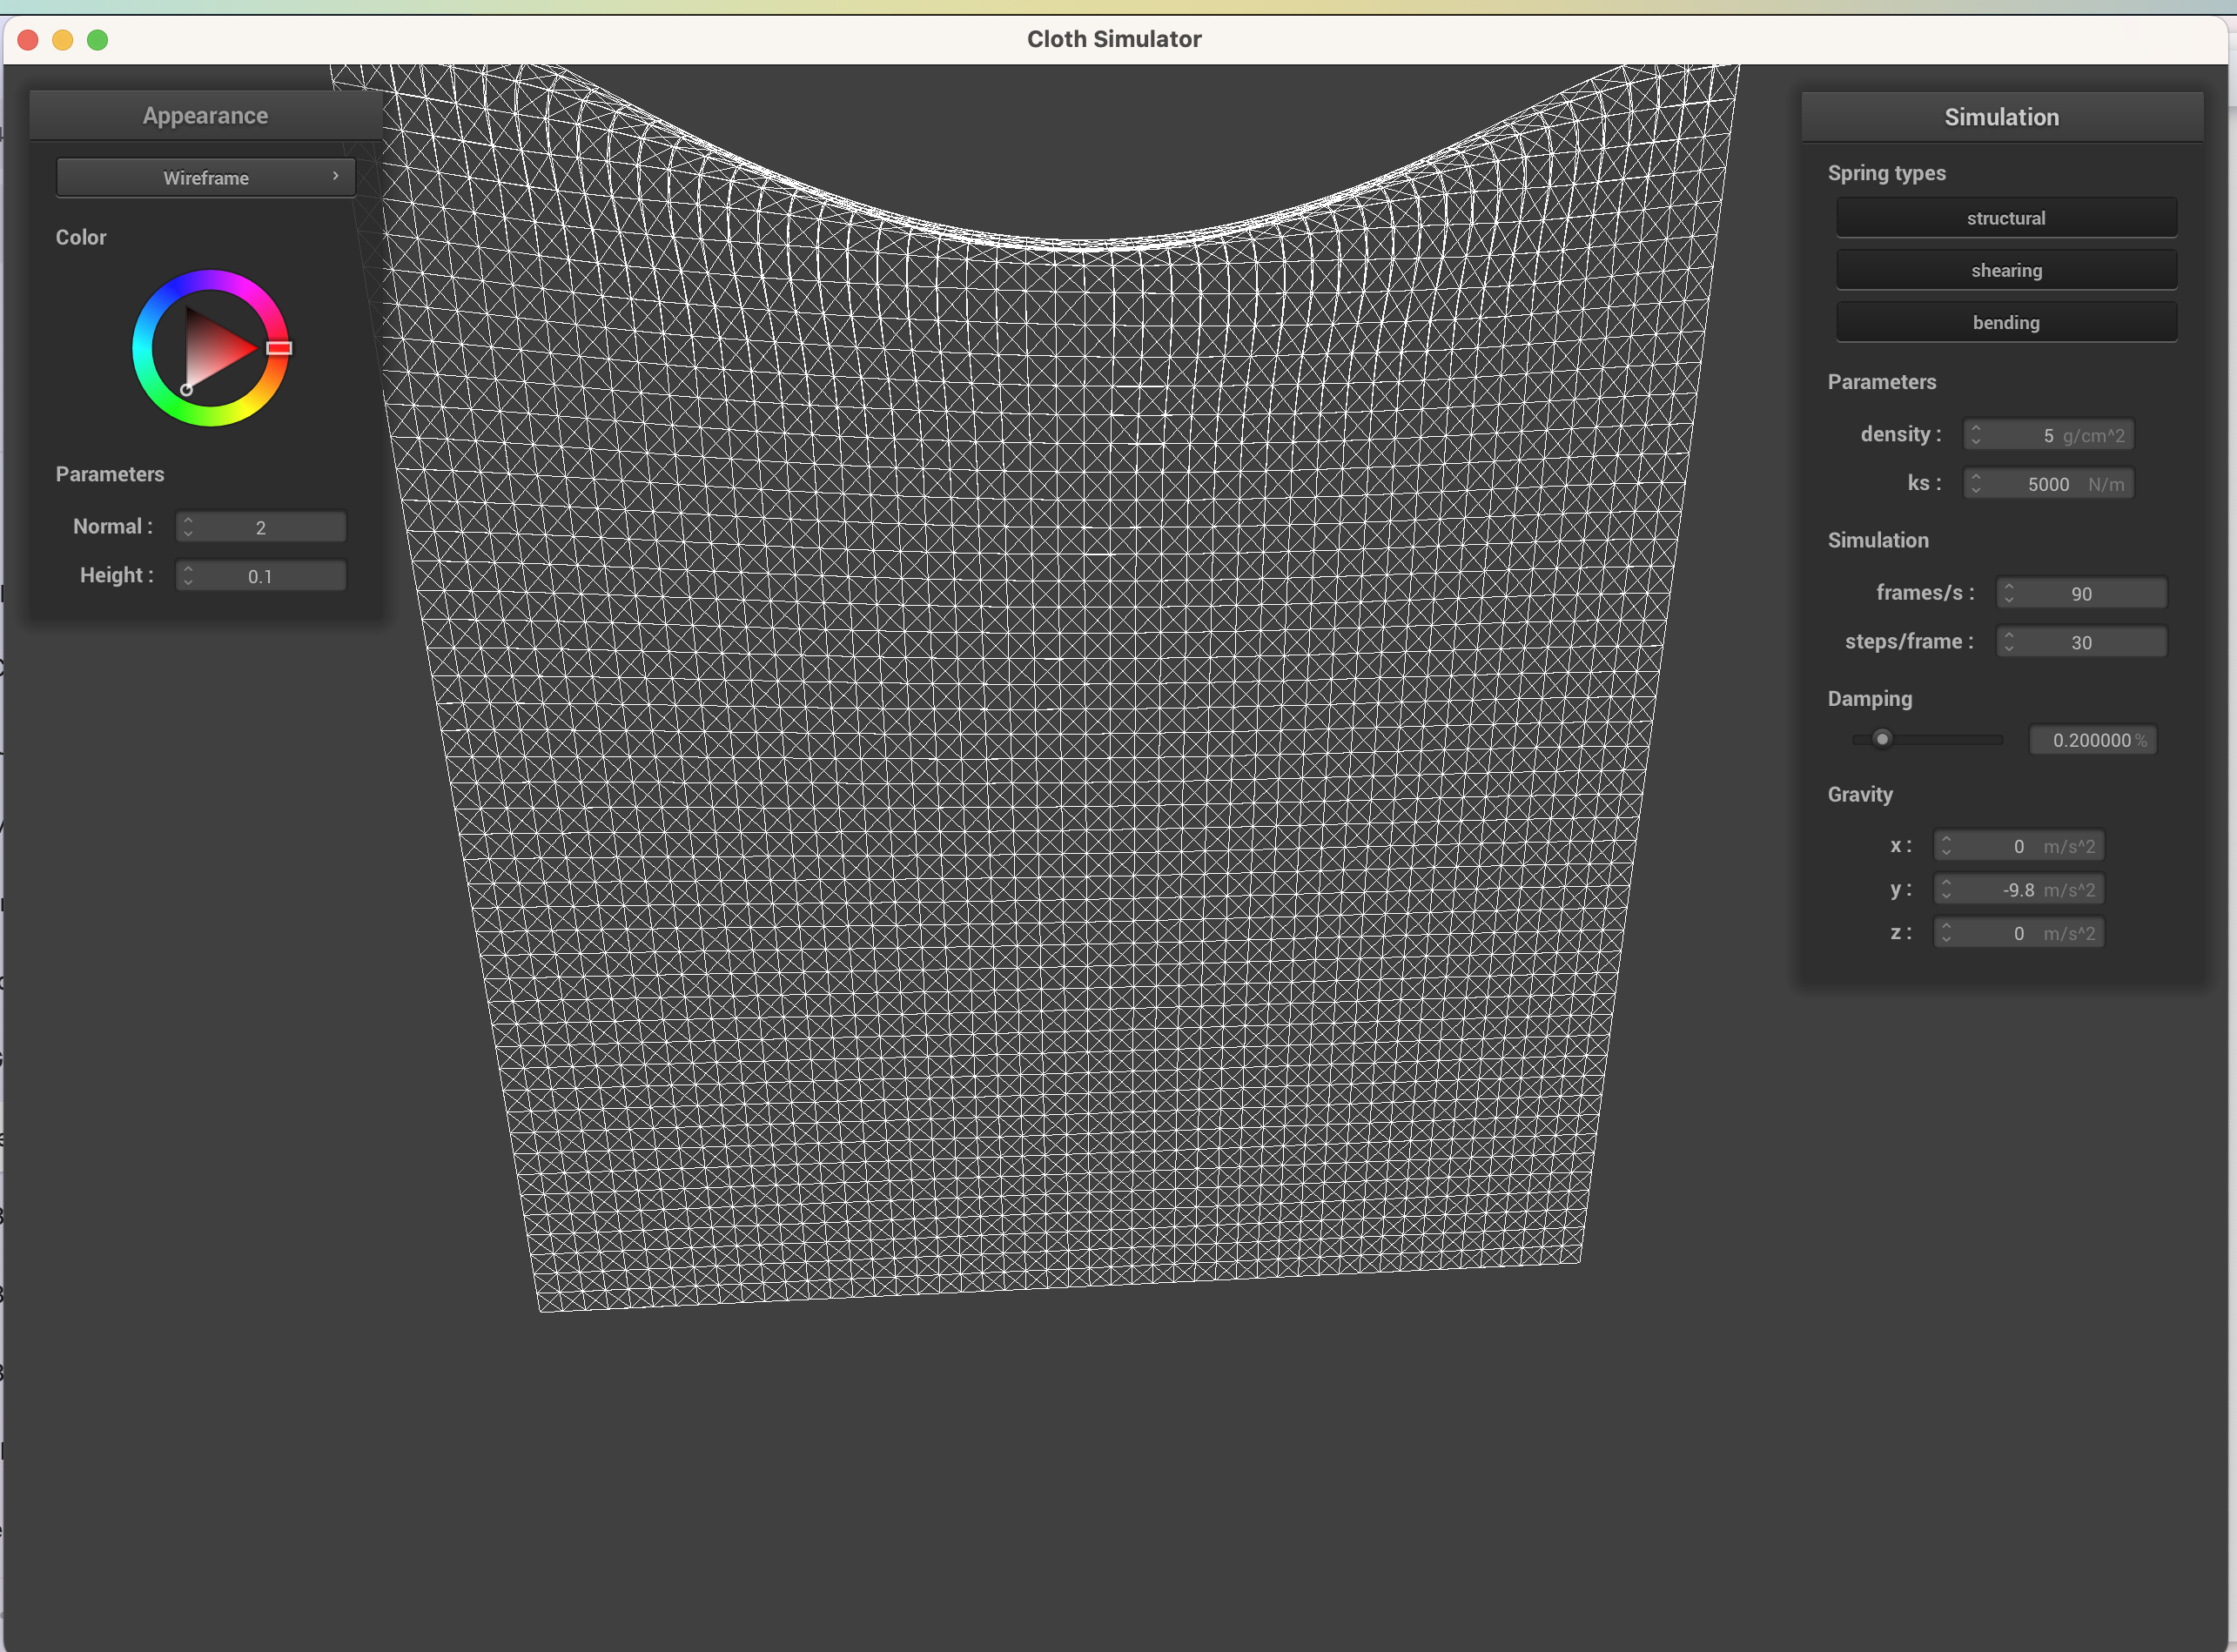 Cloth Simulator
Appearance
Wireframe
Color
Parameters
Normal : 2
Height : 0.1
Simulation
Spring types
structural
shearing
bending
Parameters
density : 5 g/cm^2
ks : 5000 N/m
Simulation
frames/s : 90
steps/frame : 30
Damping
0.200000 %
Gravity
x : 0 m/s^2
y : -9.8 m/s^2
z : 0 m/s^2